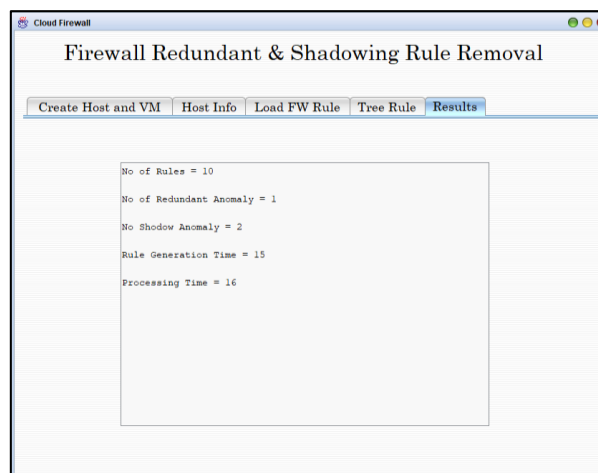 Cloud Firewall
Firewall Redundant & Shadowing Rule Removal
Create Host and VM Host Info Load FW Rule Tree Rule Results
No of Rules = 10
No of Redundant Anomaly = 1
No Shodow Anomaly = 2
Rule Generation Time = 15
Processing Time = 16